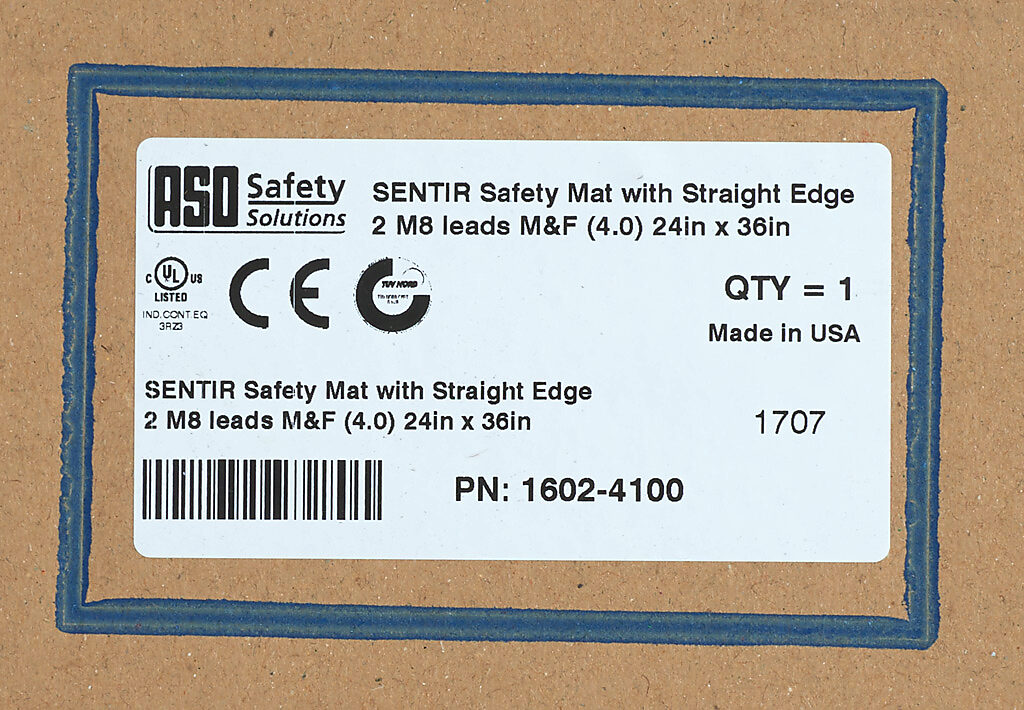 ASO Safety Solutions
SENTIR Safety Mat with Straight Edge
2 M8 leads M&F (4.0) 24in x 36in
C UL US
LISTED
IND.CONT.EQ
3RZ3
CE
TUV NORD
QTY = 1
Made in USA
SENTIR Safety Mat with Straight Edge
2 M8 leads M&F (4.0) 24in x 36in
1707
PN: 1602-4100